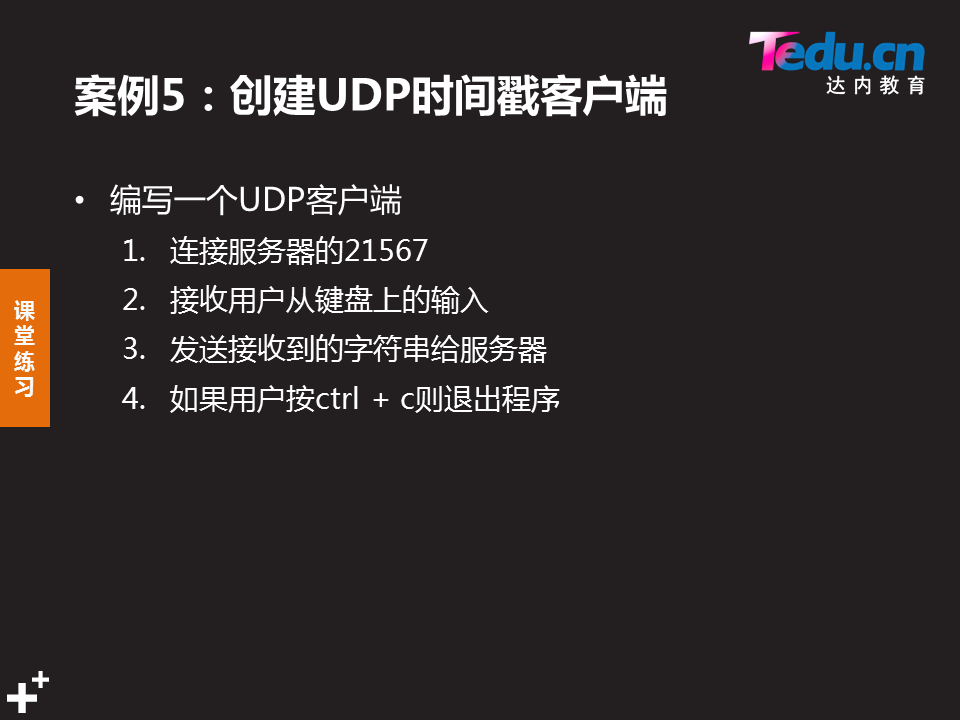 Tedu.cn
达内教育
案例5：创建UDP时间戳客户端
• 编写一个UDP客户端
1. 连接服务器的21567
2. 接收用户从键盘上的输入
3. 发送接收到的字符串给服务器
4. 如果用户按ctrl + c则退出程序
课堂练习